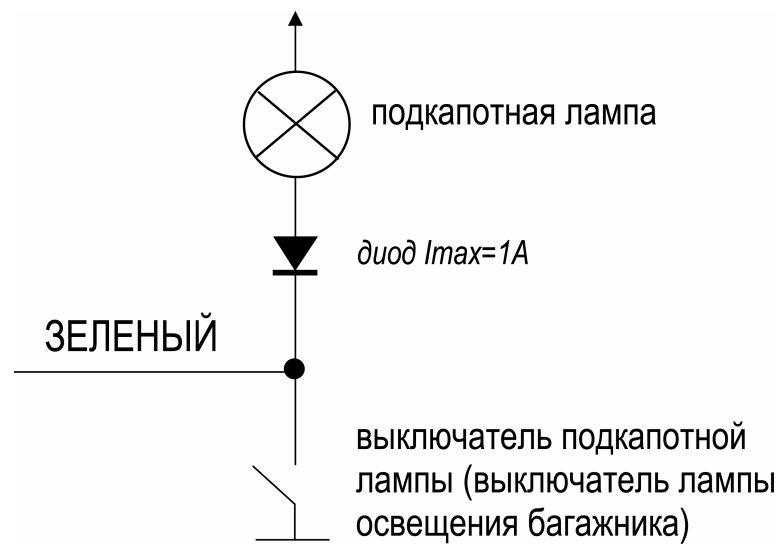 подкапотная лампа
диод Imax=1A
ЗЕЛЕНЫЙ
выключатель подкапотной
лампы (выключатель лампы
освещения багажника)